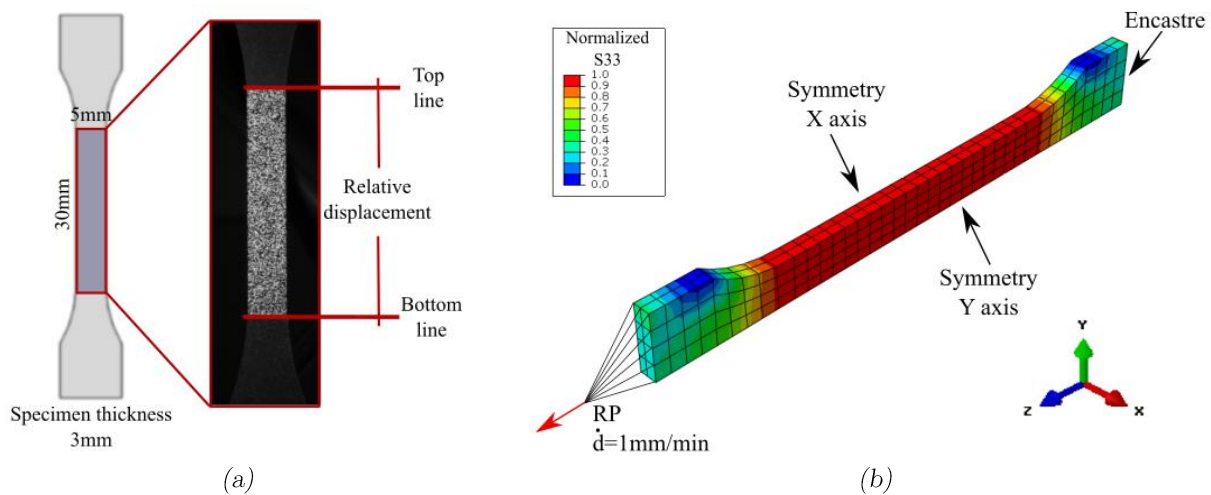 5mm
30mm
Specimen thickness
3mm
Top
line
Relative
displacement
Bottom
line
(a)
Normalized
S33
1.0
0.9
0.8
0.7
0.6
0.5
0.4
0.3
0.2
0.1
0.0
Encastre
Symmetry
X axis
Symmetry
Y axis
RP
ḋ=1mm/min
Y
Z
X
(b)